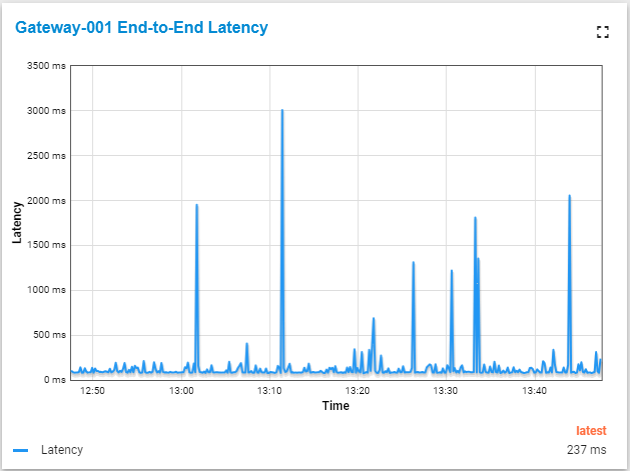 Gateway-001 End-to-End Latency
3500 ms
3000 ms
2500 ms
2000 ms
1500 ms
1000 ms
500 ms
0 ms
Latency
12:50 13:00 13:10 13:20 13:30 13:40
Time
latest
Latency 237 ms